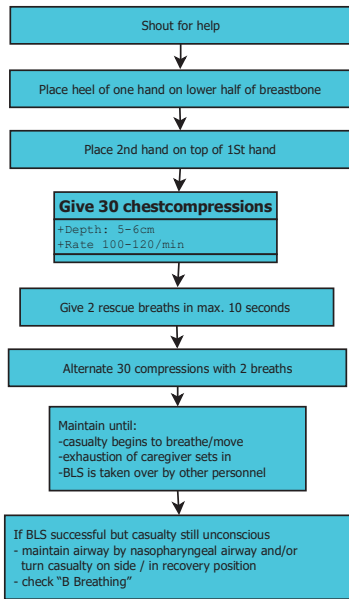 Shout for help
Place heel of one hand on lower half of breastbone
Place 2nd hand on top of 1St hand
Give 30 chestcompressions
+Depth: 5-6cm
+Rate 100-120/min
Give 2 rescue breaths in max. 10 seconds
Alternate 30 compressions with 2 breaths
Maintain until:
-casualty begins to breathe/move
-exhaustion of caregiver sets in
-BLS is taken over by other personnel
If BLS successful but casualty still unconscious
- maintain airway by nasopharyngeal airway and/or
turn casualty on side / in recovery position
- check “B Breathing”